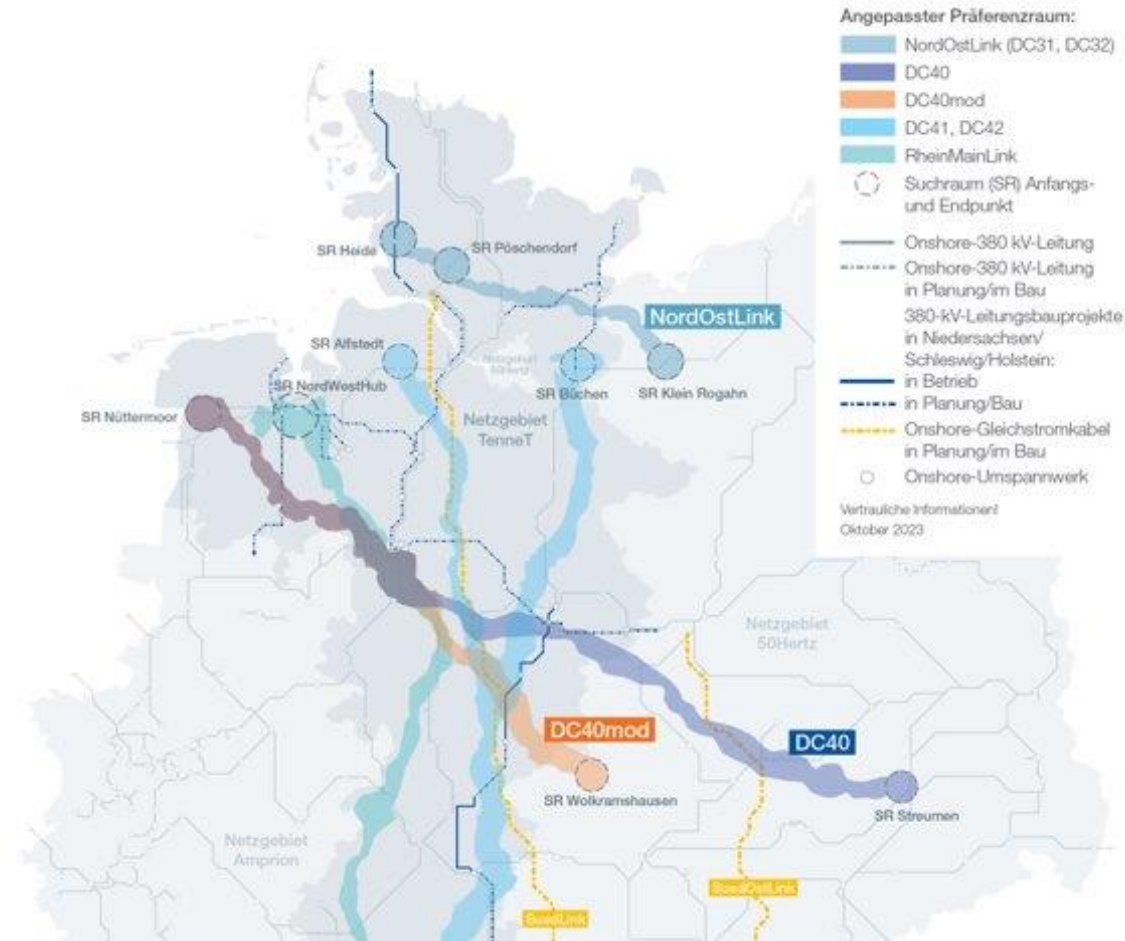 Angepasster Präferenzraum:
NordOstLink (DC31, DC32)
DC40
DC40mod
DC41, DC42
RheinMainLink
Suchraum (SR) Anfangs-
und Endpunkt
Onshore-380 kV-Leitung
Onshore-380 kV-Leitung
in Planung/im Bau
380-kV-Leitungsbauprojekte
in Niedersachsen/
Schleswig/Holstein:
in Betrieb
in Planung/Bau
Onshore-Gleichstromkabel
in Planung/im Bau
Onshore-Umspannwerk
Vertrauliche Informationen!
Oktober 2023
SR Heide
SR Pöschendorf
NordOstLink
SR Alfstedt
SR NordWestHub
SR Büchen
SR Klein Rogahn
SR Nüttermoor
Netzgebiet
TenneT
Netzgebiet
50Hertz
DC40mod
DC40
SR Wolkramshausen
SR Streumen
Netzgebiet
Amprion
SuedOstLink
SuedLink